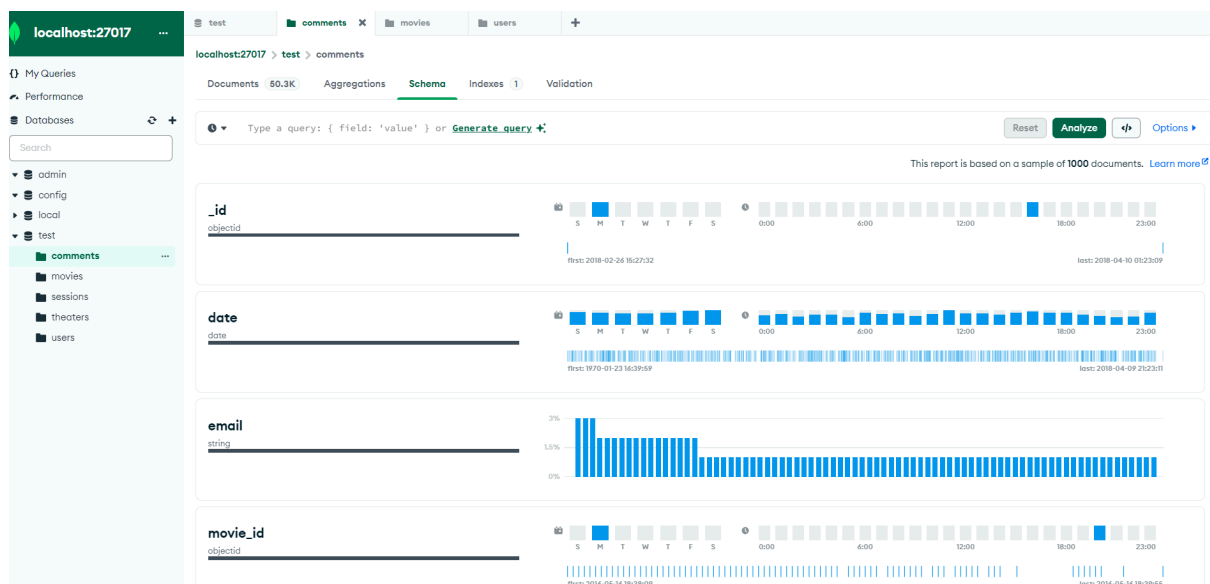 localhost:27017 ...
{} My Queries
Performance
Databases
Search
admin
config
local
test
comments ...
movies
sessions
theaters
users
test comments movies users
localhost:27017 > test > comments
Documents 50.3K Aggregations Schema Indexes 1 Validation
Type a query: { field: 'value' } or Generate query Reset Analyze </> Options
This report is based on a sample of 1000 documents. Learn more
_id
objectid
S M T W T F S 0:00 6:00 12:00 18:00 23:00
first: 2018-02-26 15:27:32 last: 2018-04-10 01:23:09
date
date
S M T W T F S 0:00 6:00 12:00 18:00 23:00
first: 1970-01-23 16:39:59 last: 2018-04-09 21:23:11
email
string
3%
1.5%
0%
movie_id
objectid
S M T W T F S 0:00 6:00 12:00 18:00 23:00